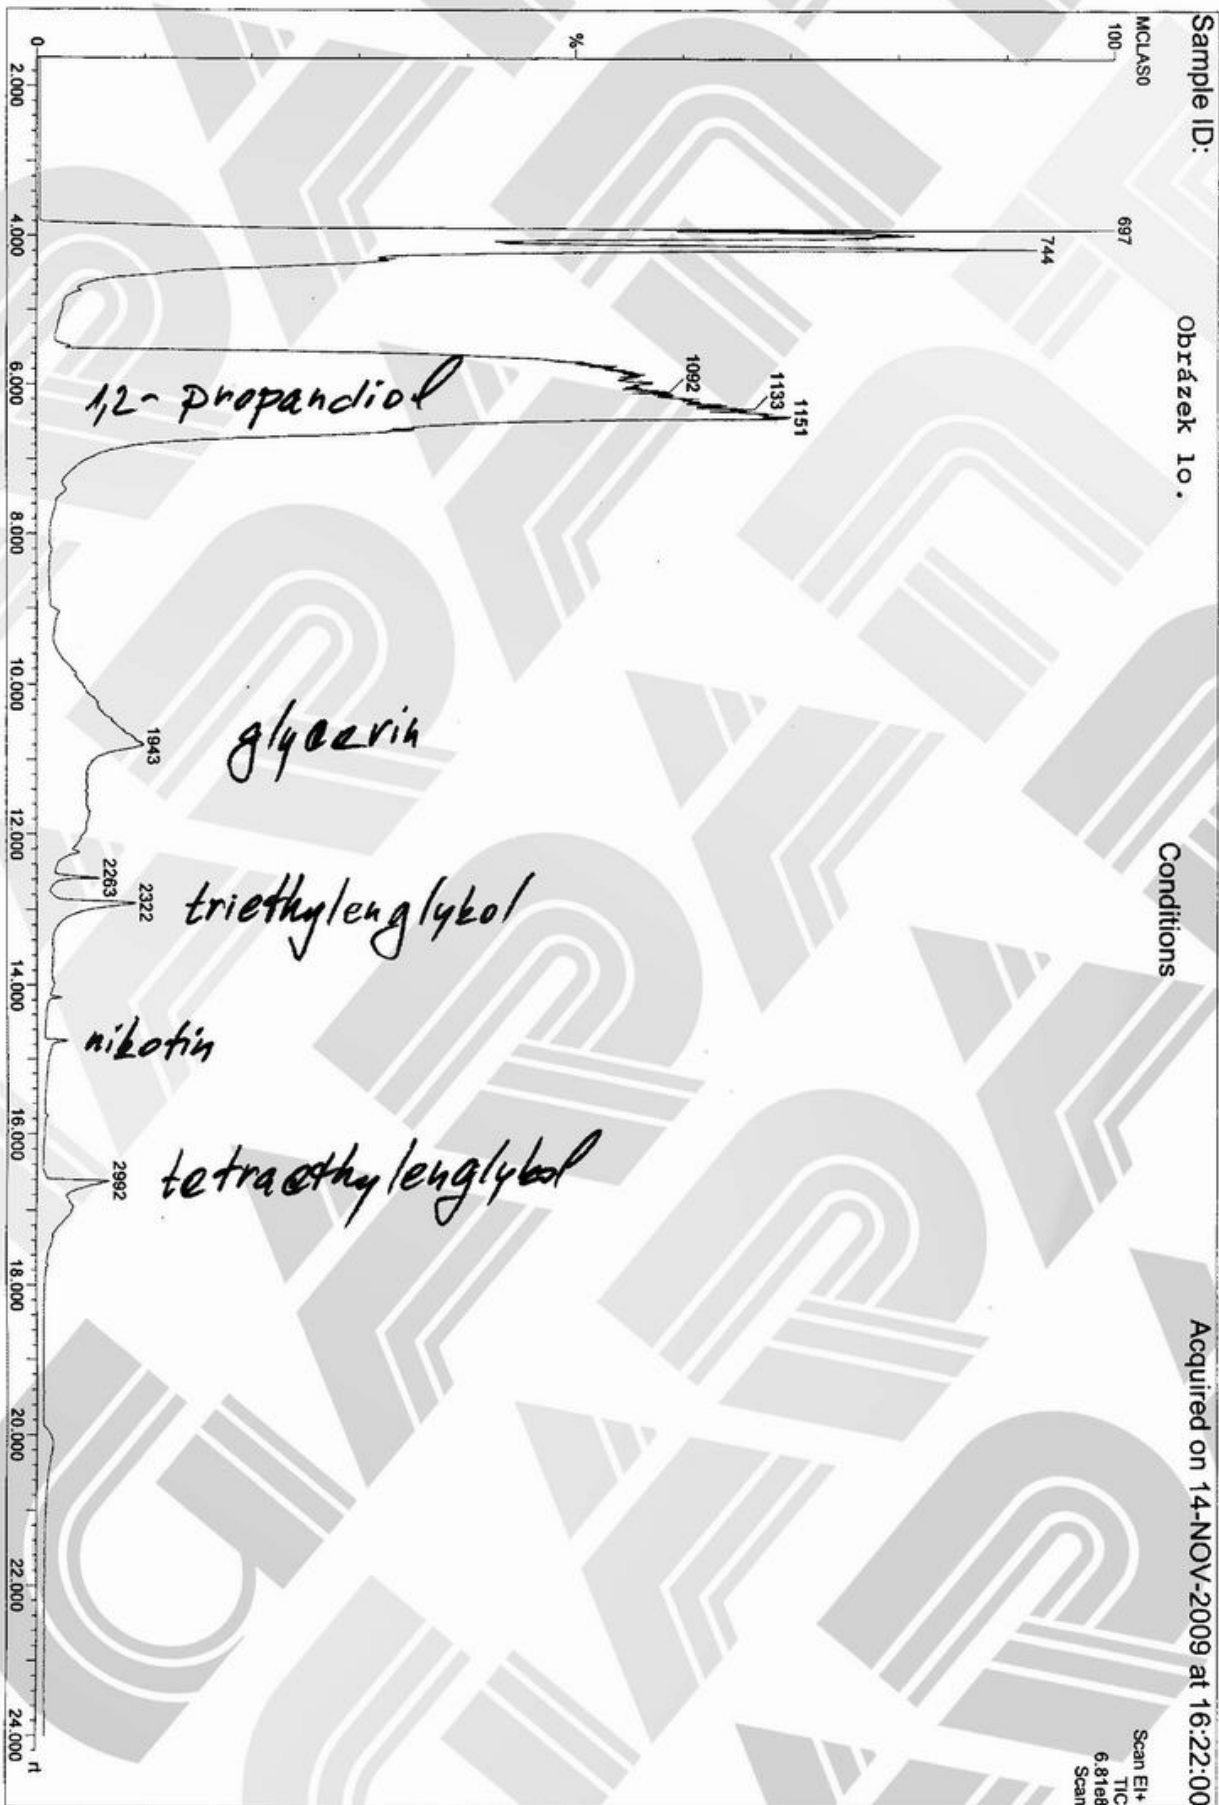 Sample ID:
Obrázek 1o.
Conditions
Acquired on 14-NOV-2009 at 16:22:00
MCLAS0
Scan EI+
TIC
6.81e8
Scan
100
%
0
697
744
1092
1133
1151
1943
2263
2322
2992
1,2- propandiol
glycerin
triethylenglykol
nikotin
tetraethylenglykol
2.000 4.000 6.000 8.000 10.000 12.000 14.000 16.000 18.000 20.000 22.000 24.000 rt